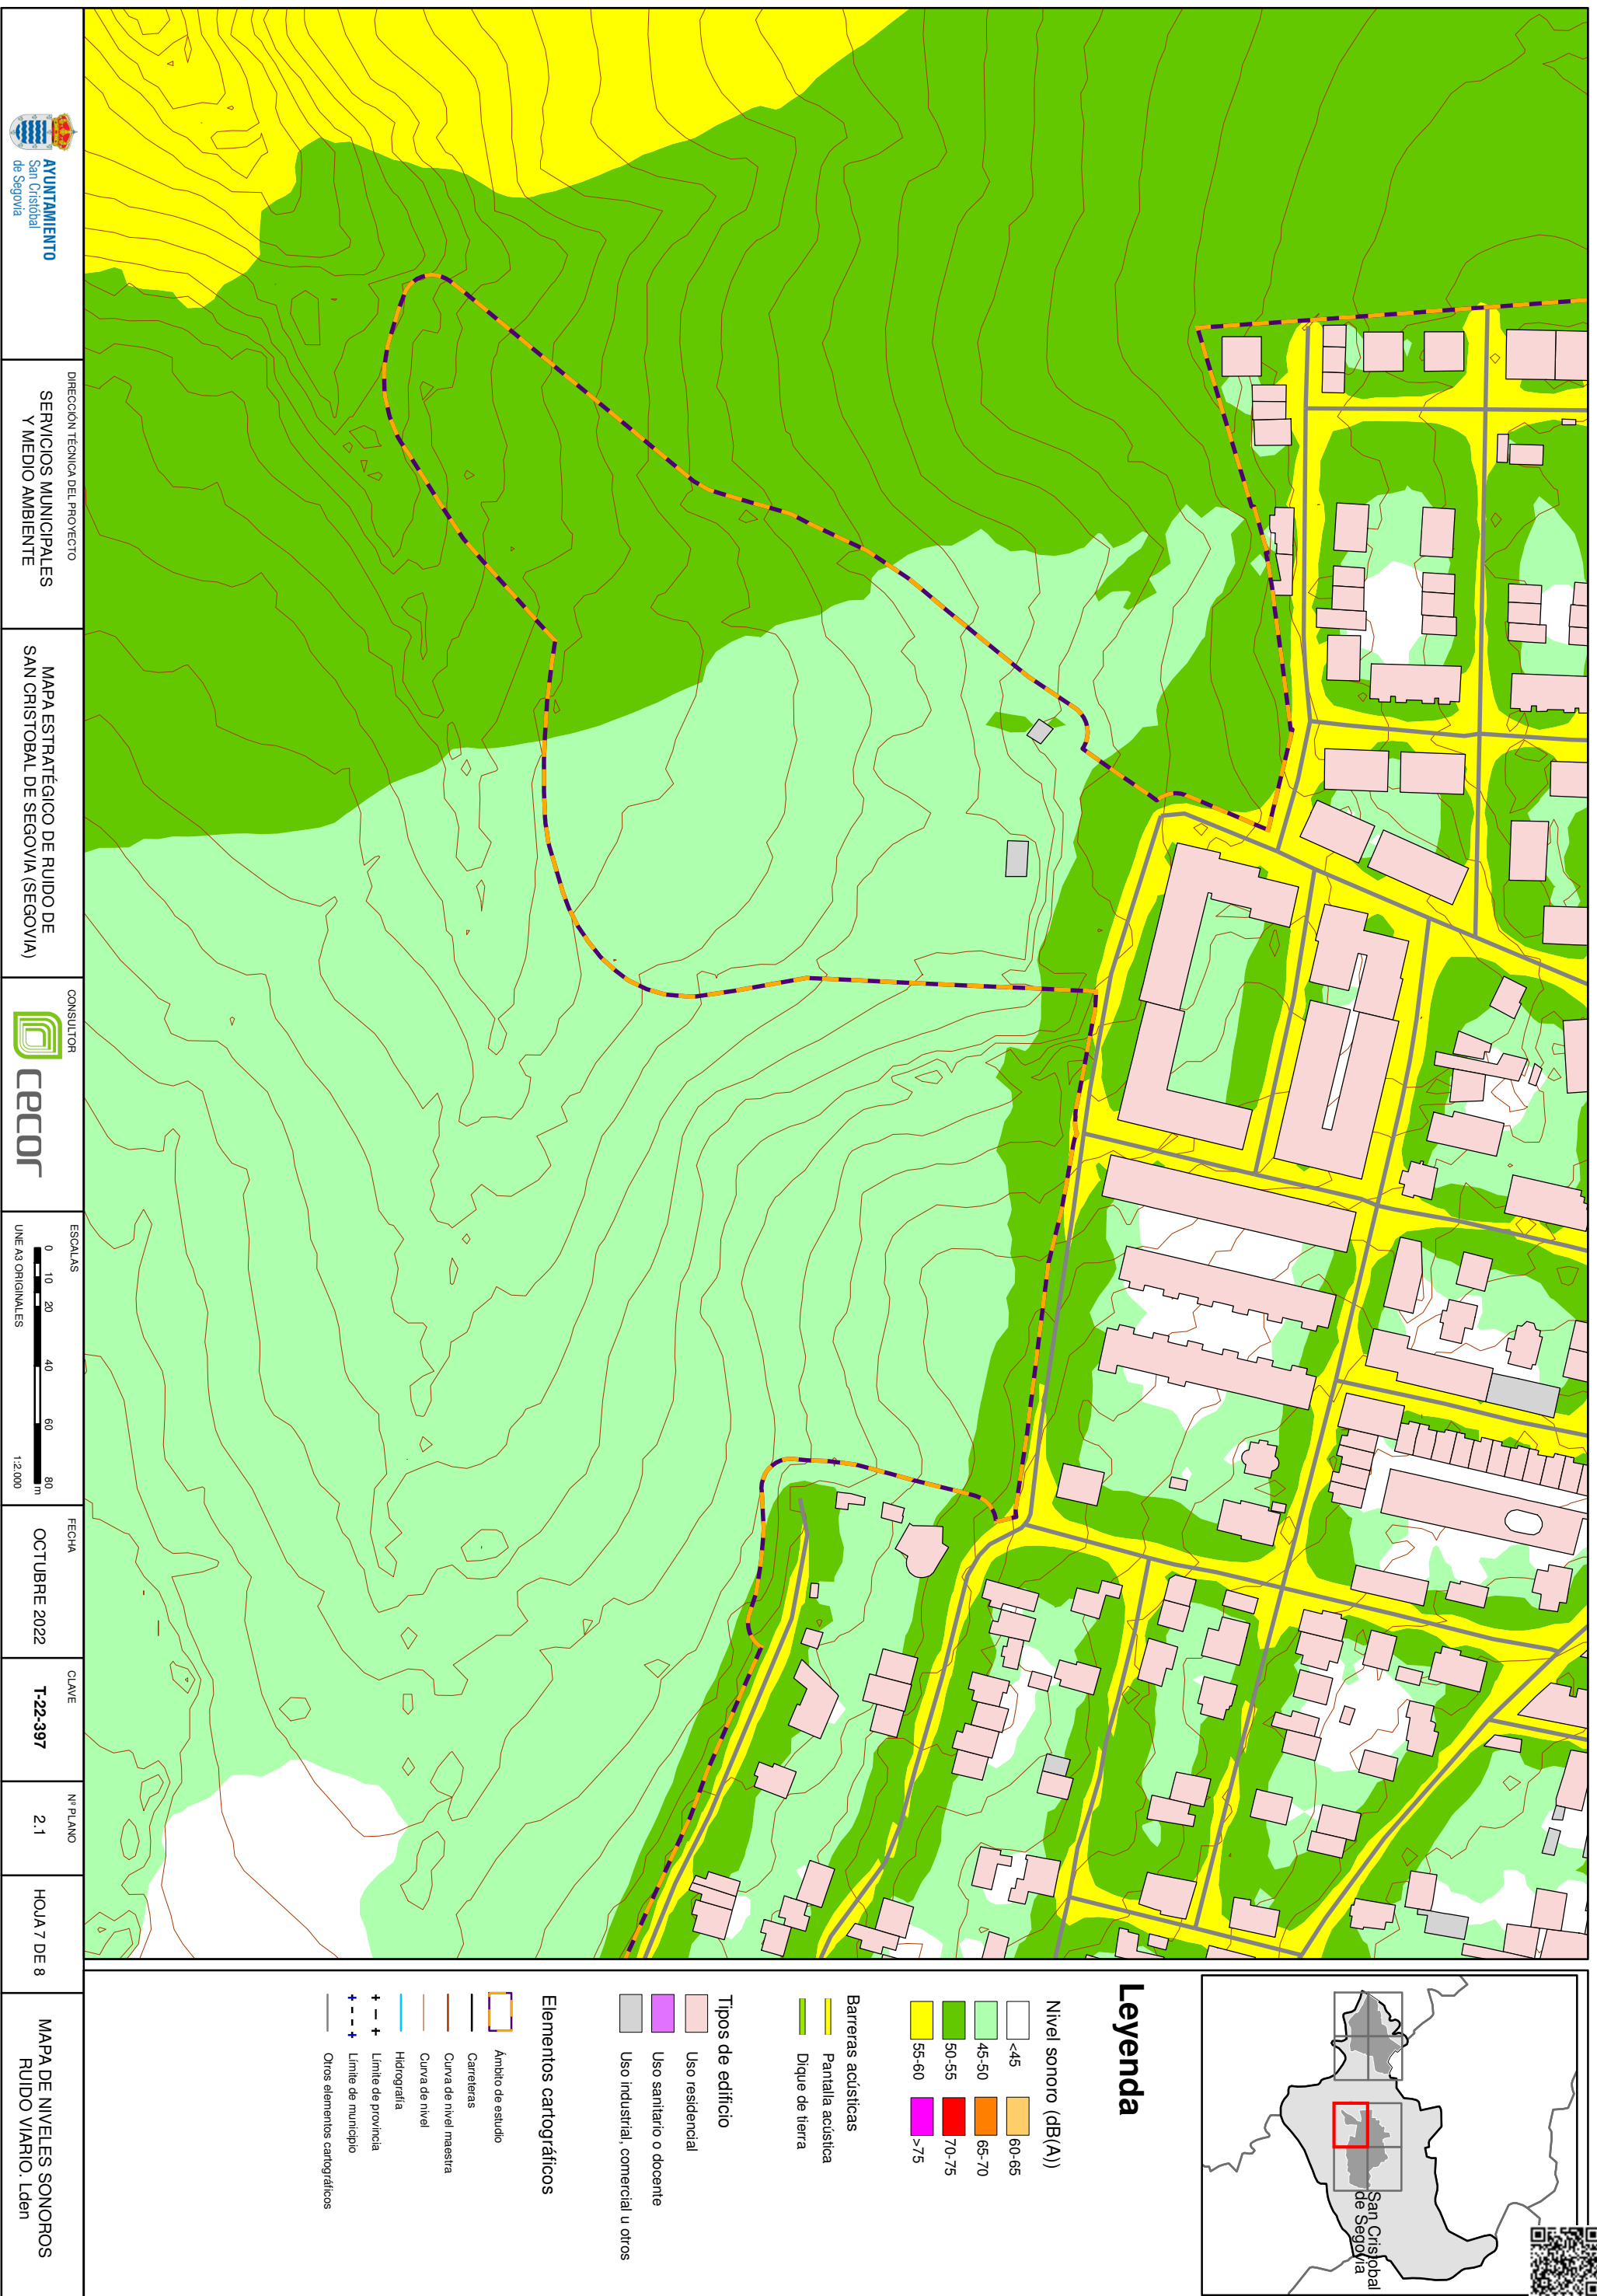 San Cristobal
de Segovia
Leyenda
Nivel sonoro (dB(A))
<45
45-50
50-55
55-60
60-65
65-70
70-75
>75
Barreras acústicas
Pantalla acústica
Dique de tierra
Tipos de edificio
Uso residencial
Uso sanitario o docente
Uso industrial, comercial u otros
Elementos cartográficos
Ámbito de estudio
Carreteras
Curva de nivel maestra
Curva de nivel
Hidrografía
Límite de provincia
Límite de municipio
Otros elementos cartográficos
AYUNTAMIENTO
San Cristóbal
de Segovia
DIRECCIÓN TÉCNICA DEL PROYECTO
SERVICIOS MUNICIPALES
Y MEDIO AMBIENTE
MAPA ESTRATÉGICO DE RUIDO DE
SAN CRISTOBAL DE SEGOVIA (SEGOVIA)
CONSULTOR
cecor
ESCALAS
0 10 20 40 60 80 m
UNE A3 ORIGINALES 1:2.000
FECHA
OCTUBRE 2022
CLAVE
T-22-397
Nº PLANO
2.1
HOJA 7 DE 8
MAPA DE NIVELES SONOROS
RUIDO VIARIO. Lden